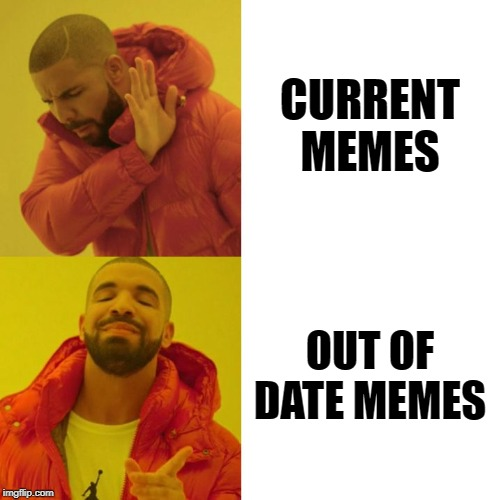 CURRENT
MEMES
OUT OF
DATE MEMES
imgflip.com